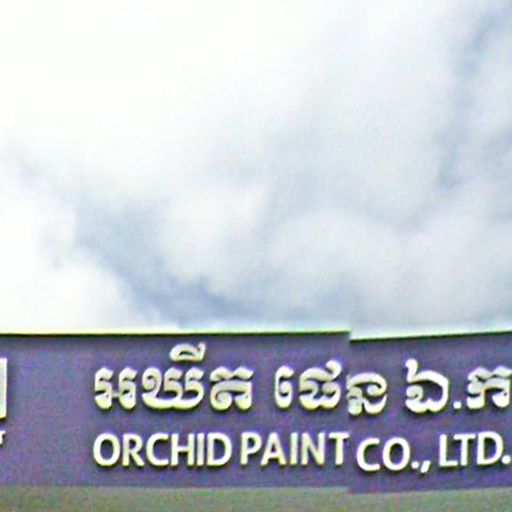 អឃីត ផេន ឯ.ក
ORCHID PAINT CO., LTD.